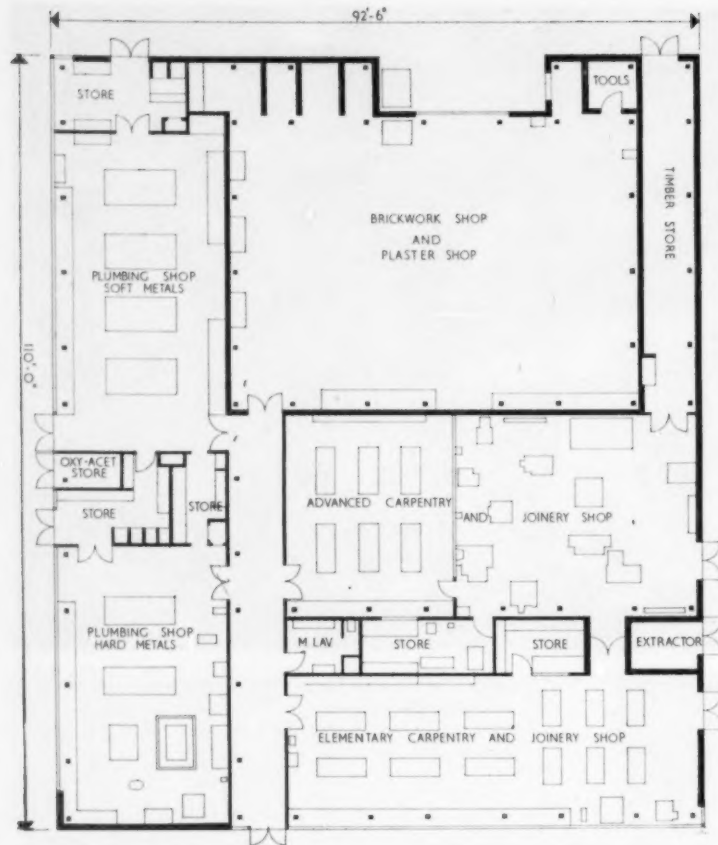 92'-6"
STORE
TOOLS
TIMBER STORE
BRICKWORK SHOP
AND
PLASTER SHOP
PLUMBING SHOP
SOFT METALS
110'-0"
OXY-ACET
STORE
STORE
STORE
ADVANCED CARPENTRY AND JOINERY SHOP
PLUMBING SHOP
HARD METALS
M LAV
STORE
STORE
EXTRACTOR
ELEMENTARY CARPENTRY AND JOINERY SHOP